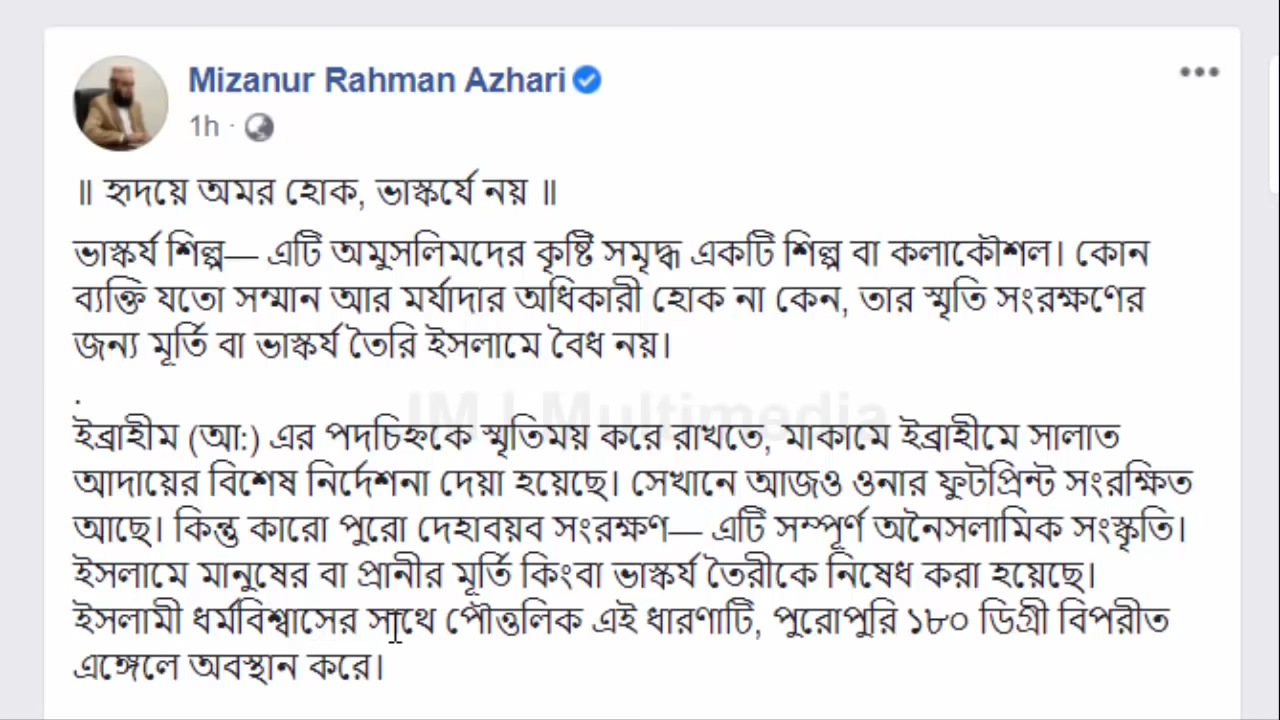 Mizanur Rahman Azhari
1h ·
॥ হৃদয়ে অমর হোক, ভাস্কর্যে নয় ॥
ভাস্কর্য শিল্প— এটি অমুসলিমদের কৃষ্টি সমৃদ্ধ একটি শিল্প বা কলাকৌশল। কোন
ব্যক্তি যতো সম্মান আর মর্যাদার অধিকারী হোক না কেন, তার স্মৃতি সংরক্ষণের
জন্য মূর্তি বা ভাস্কর্য তৈরি ইসলামে বৈধ নয়।
.
IM I Multimedia
ইব্রাহীম (আ:) এর পদচিহ্নকে স্মৃতিময় করে রাখতে, মাকামে ইব্রাহীমে সালাত
আদায়ের বিশেষ নির্দেশনা দেয়া হয়েছে। সেখানে আজও ওনার ফুটপ্রিন্ট সংরক্ষিত
আছে। কিন্তু কারো পুরো দেহাবয়ব সংরক্ষণ— এটি সম্পূর্ণ অনৈসলামিক সংস্কৃতি।
ইসলামে মানুষের বা প্রানীর মূর্তি কিংবা ভাস্কর্য তৈরীকে নিষেধ করা হয়েছে।
ইসলামী ধর্মবিশ্বাসের সাথে পৌত্তলিক এই ধারণাটি, পুরোপুরি ১৮০ ডিগ্রী বিপরীত
এঙ্গেলে অবস্থান করে।